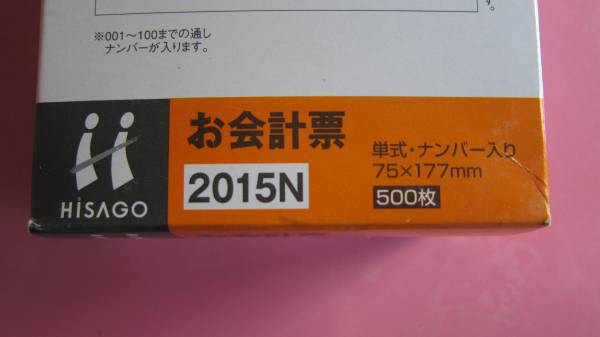 す。
※001～100までの通し
ナンバーが入ります。
お会計票
2015N
HiSAGO
単式・ナンバー入り
75×177mm
500枚